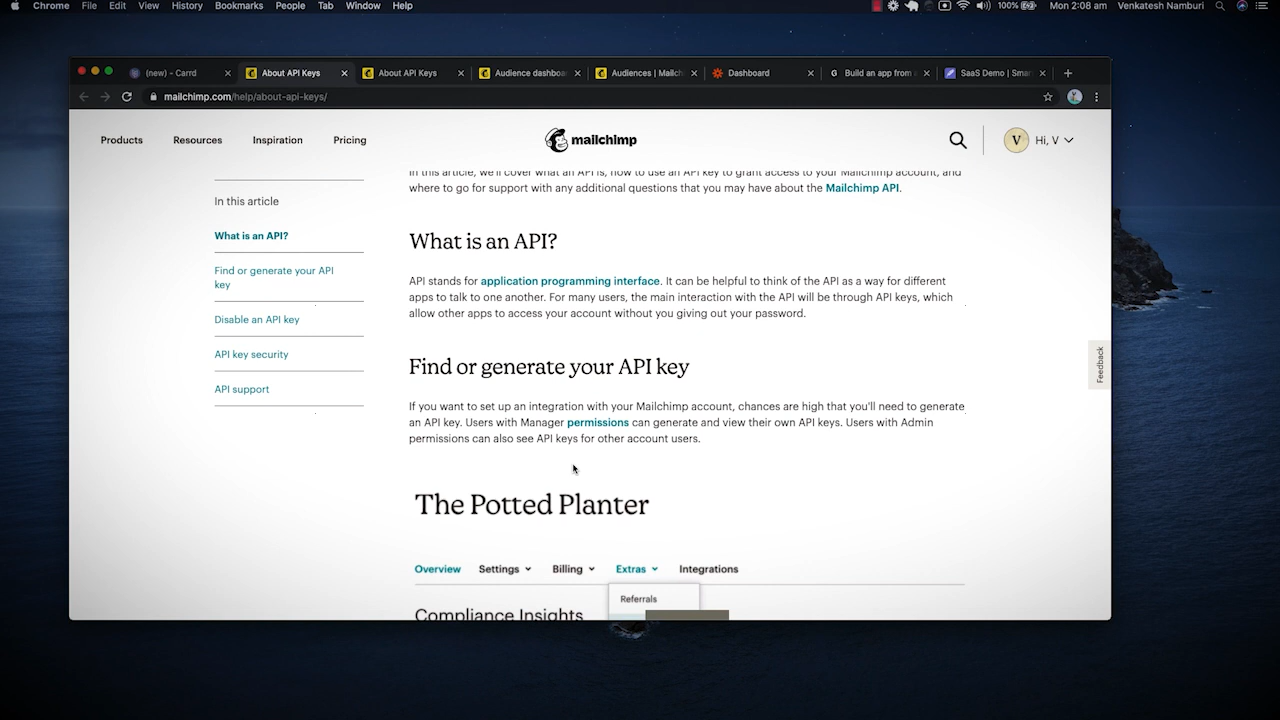 Chrome File Edit View History Bookmarks People Tab Window Help 100% Mon 2:08 am Venkatesh Namburi
(new) - Carrd About API Keys About API Keys Audience dashboa Audiences | Mailch Dashboard Build an app from SaaS Demo | Smar
mailchimp.com/help/about-api-keys/
Products Resources Inspiration Pricing mailchimp V Hi, V
In this article, we'll cover what an API is, how to use an API key to grant access to your Mailchimp account, and
where to go for support with any additional questions that you may have about the Mailchimp API.
In this article
What is an API?
Find or generate your API
key
Disable an API key
API key security
API support
What is an API?
API stands for application programming interface. It can be helpful to think of the API as a way for different
apps to talk to one another. For many users, the main interaction with the API will be through API keys, which
allow other apps to access your account without you giving out your password.
Find or generate your API key
If you want to set up an integration with your Mailchimp account, chances are high that you'll need to generate
an API key. Users with Manager permissions can generate and view their own API keys. Users with Admin
permissions can also see API keys for other account users.
The Potted Planter
Overview Settings Billing Extras Integrations
Referrals
Compliance Insights
Feedback